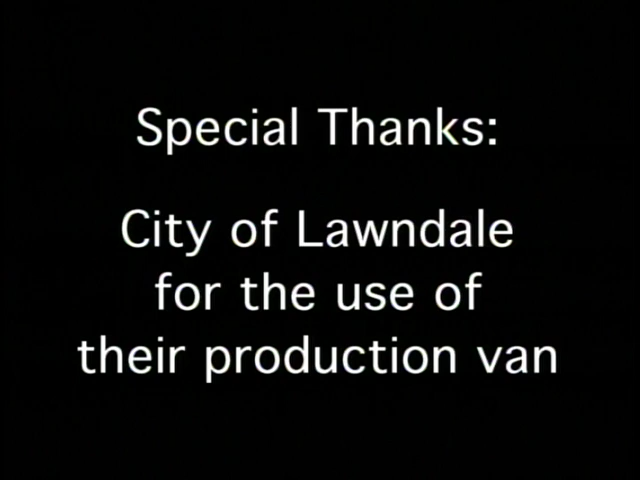 Special Thanks:
City of Lawndale
for the use of
their production van